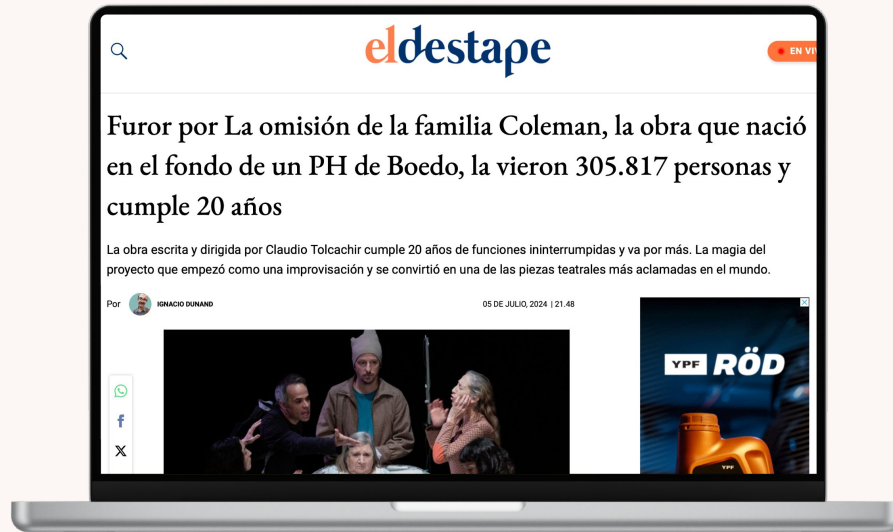 eldestape
EN VIV
Furor por La omisión de la familia Coleman, la obra que nació
en el fondo de un PH de Boedo, la vieron 305.817 personas y
cumple 20 años
La obra escrita y dirigida por Claudio Tolcachir cumple 20 años de funciones ininterrumpidas y va por más. La magia del
proyecto que empezó como una improvisación y se convirtió en una de las piezas teatrales más aclamadas en el mundo.
Por IGNACIO DUNAND 05 DE JULIO, 2024 | 21.48
YPF RÖD
YPF